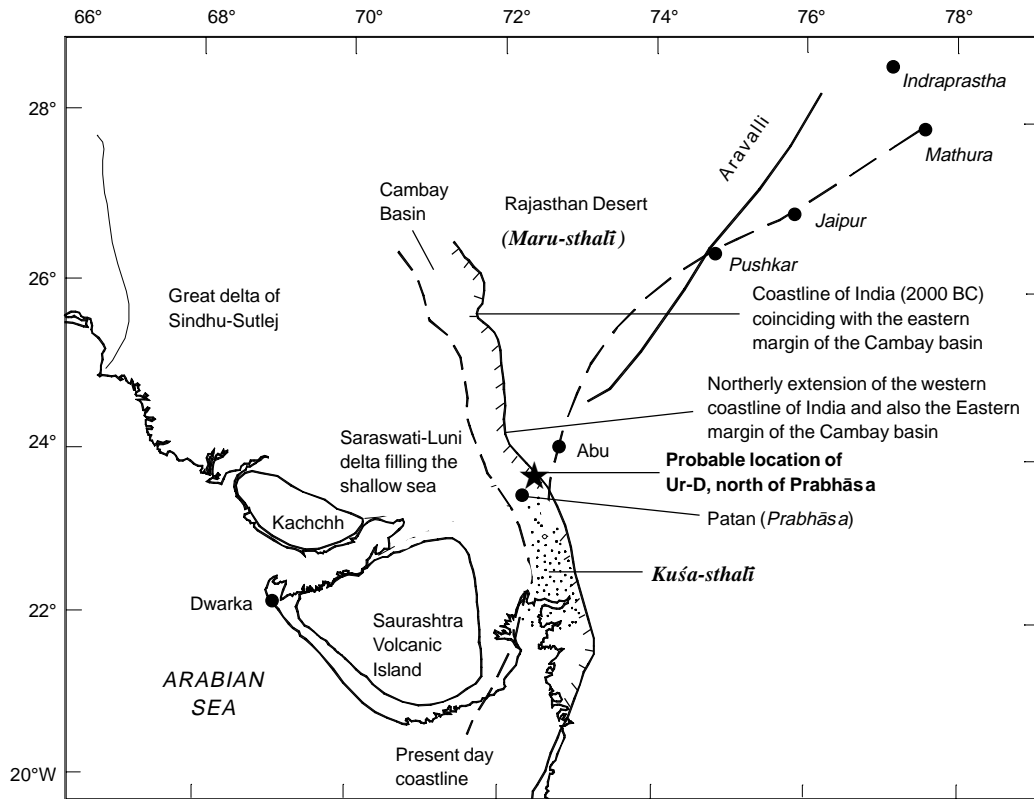 66° 68° 70° 72° 74° 76° 78°
Indraprastha
28°
Mathura
Aravalli
Cambay
Basin
Rajasthan Desert
(Maru-sthalī)
Jaipur
Pushkar
26°
Great delta of
Sindhu-Sutlej
Coastline of India (2000 BC)
coinciding with the eastern
margin of the Cambay basin
Northerly extension of the western
coastline of India and also the Eastern
margin of the Cambay basin
24°
Saraswati-Luni
delta filling the
shallow sea
Abu
Probable location of
Ur-D, north of Prabhāsa
Kachchh
Patan (Prabhāsa)
Kuśa-sthalī
22°
Dwarka
Saurashtra
Volcanic
Island
ARABIAN
SEA
Present day
coastline
20°W